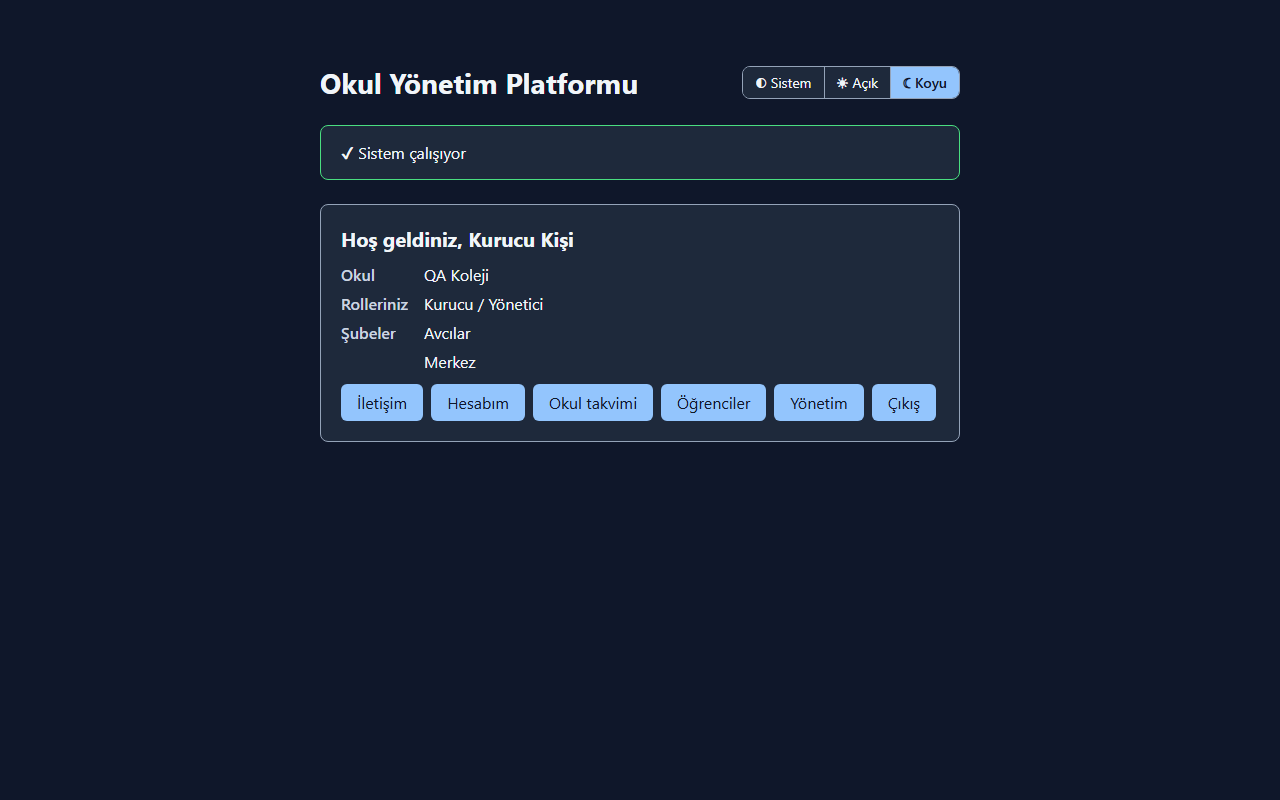 Okul Yönetim Platformu
Sistem Açık Koyu
✓ Sistem çalışıyor
Hoş geldiniz, Kurucu Kişi
Okul QA Koleji
Rolleriniz Kurucu / Yönetici
Şubeler Avcılar
Merkez
İletişim Hesabım Okul takvimi Öğrenciler Yönetim Çıkış